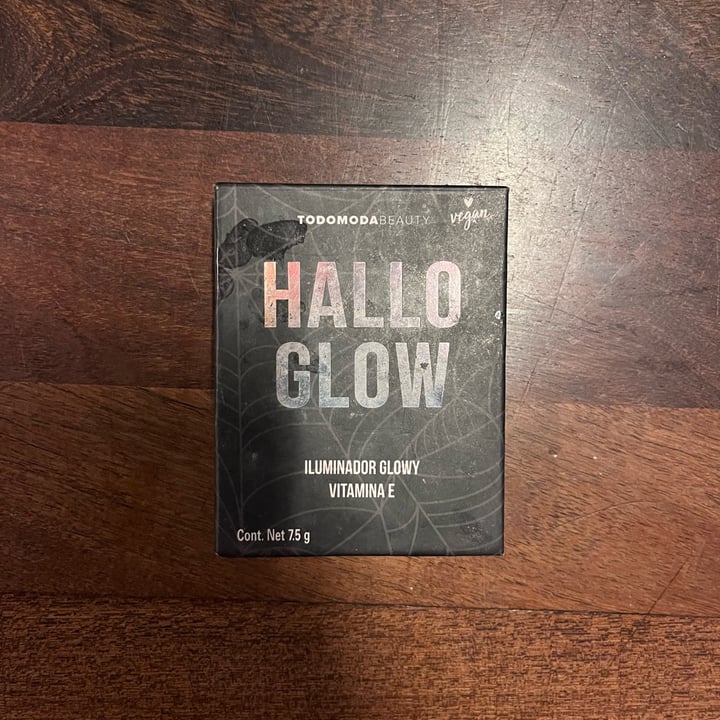 TODOMODABEAUTY
vegan
HALLO
GLOW
ILUMINADOR GLOWY
VITAMINA E
Cont. Net 7.5 g